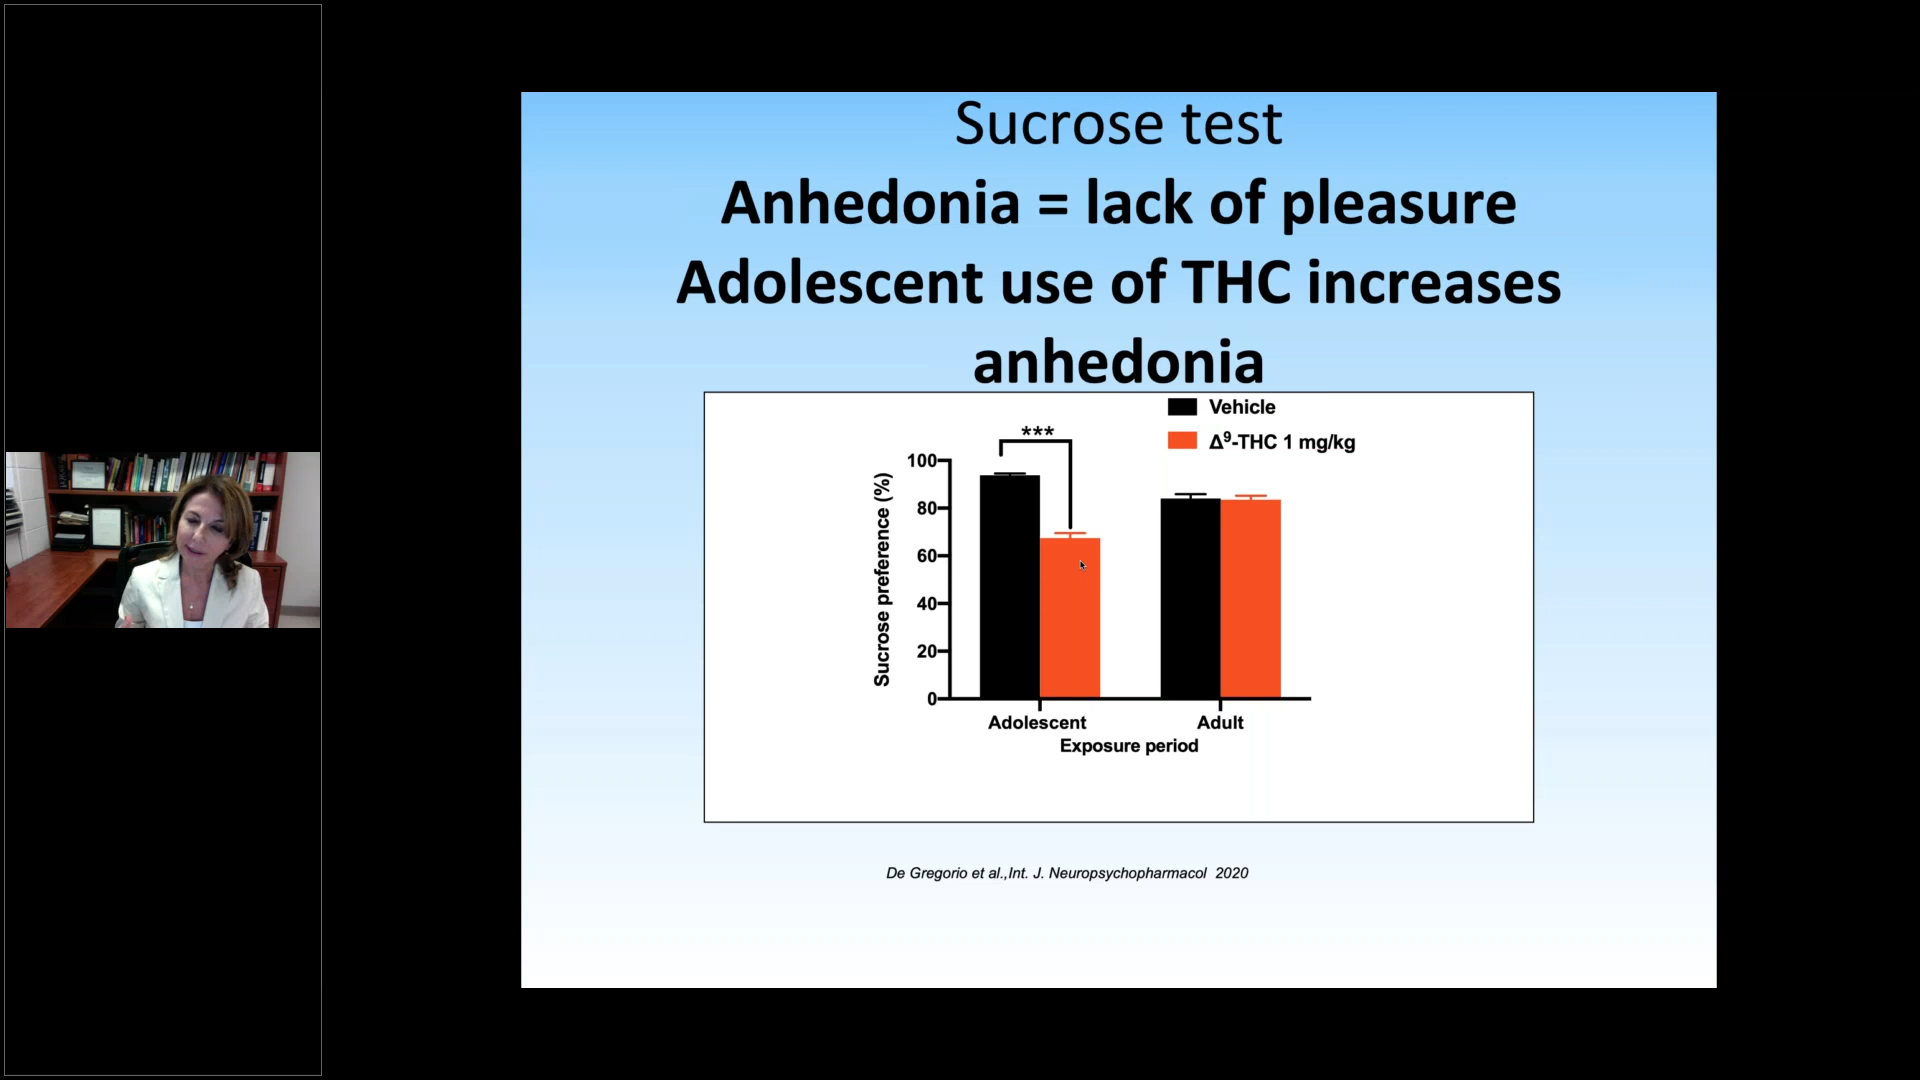 Sucrose test
Anhedonia = lack of pleasure
Adolescent use of THC increases
anhedonia
Vehicle
Δ⁹-THC 1 mg/kg
***
Sucrose preference (%)
100
80
60
40
20
0
Adolescent
Adult
Exposure period
De Gregorio et al.,Int. J. Neuropsychopharmacol 2020